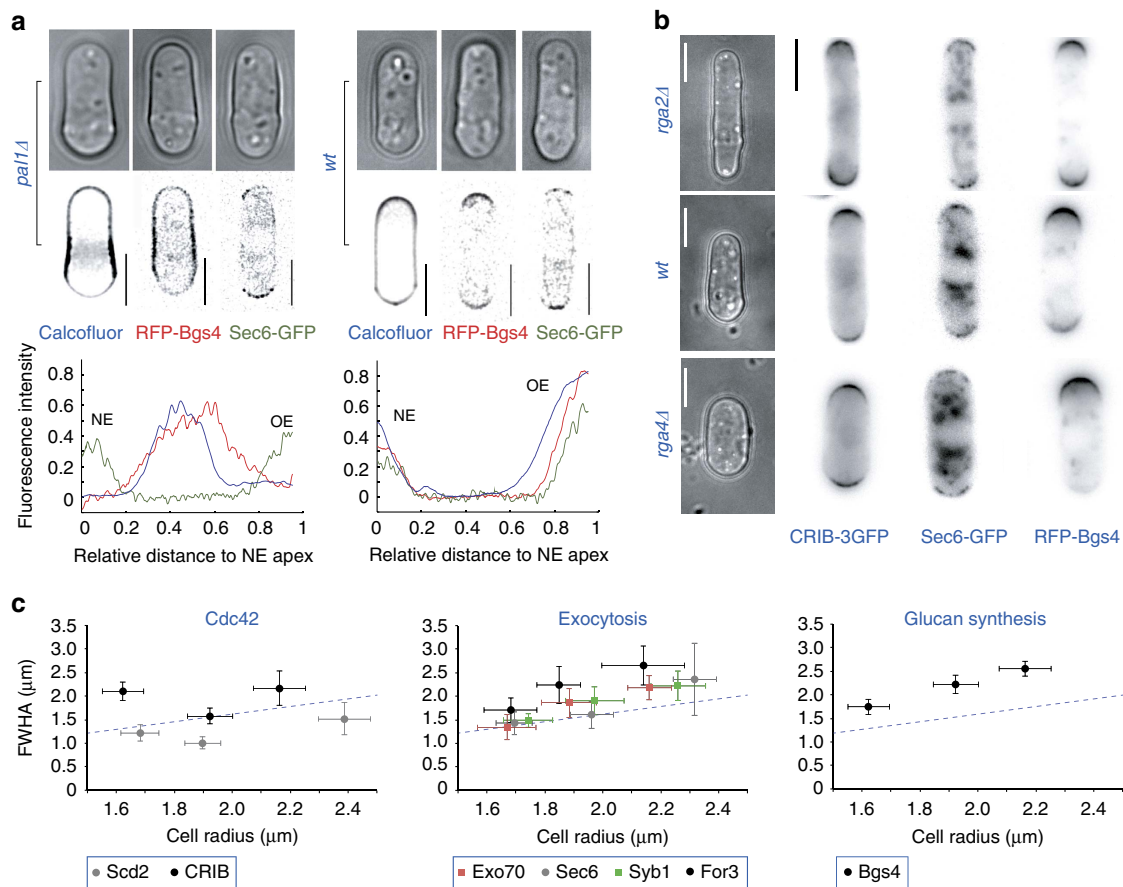 a
pal1Δ
wt
Calcofluor
RFP-Bgs4
Sec6-GFP
Calcofluor
RFP-Bgs4
Sec6-GFP
Fluorescence intensity
0.8
0.6
0.4
0.2
0
NE
OE
0
0.2
0.4
0.6
0.8
1
Relative distance to NE apex
0.8
0.6
0.4
0.2
0
NE
OE
0
0.2
0.4
0.6
0.8
1
Relative distance to NE apex
b
rga2Δ
wt
rga4Δ
CRIB-3GFP
Sec6-GFP
RFP-Bgs4
c
Cdc42
FWHA (μm)
3.5
3.0
2.5
2.0
1.5
1.0
0.5
0
1.6
1.8
2.0
2.2
2.4
Cell radius (μm)
Scd2
CRIB
Exocytosis
3.5
3.0
2.5
2.0
1.5
1.0
0.5
0
1.6
1.8
2.0
2.2
2.4
Cell radius (μm)
Exo70
Sec6
Syb1
For3
Glucan synthesis
3.5
3.0
2.5
2.0
1.5
1.0
0.5
0
1.6
1.8
2.0
2.2
2.4
Cell radius (μm)
Bgs4